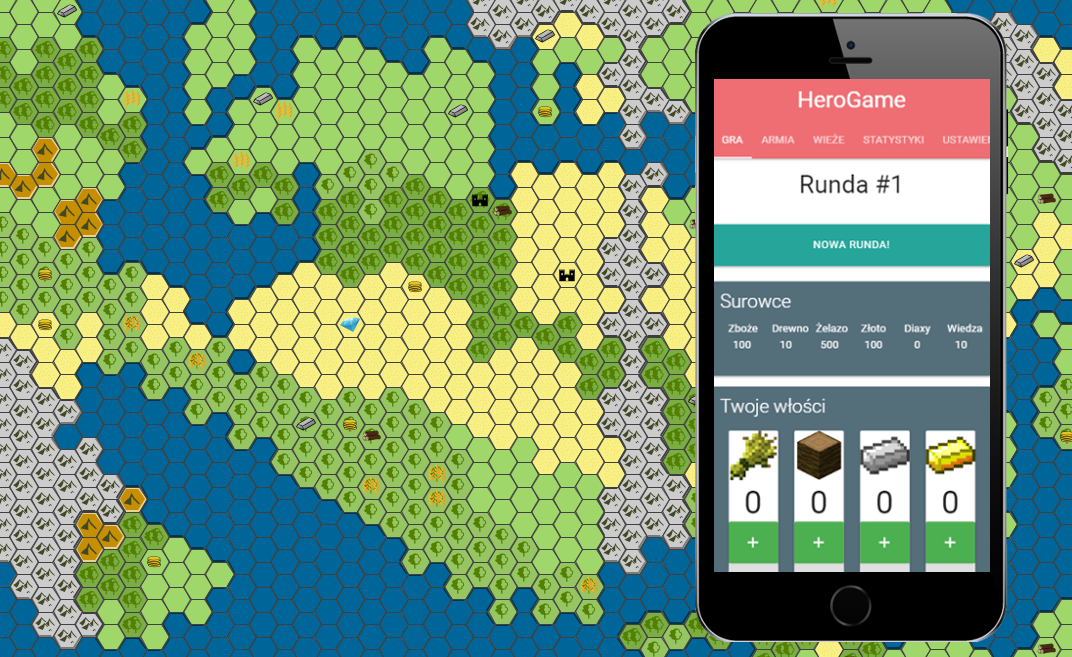 HeroGame
GRA ARMIA WIEŻE STATYSTYKI USTAWIE
Runda #1
NOWA RUNDA!
Surowce
Zboże Drewno Żelazo Złoto Diaxy Wiedza
100 10 500 100 0 10
Twoje włości
0 0 0 0
+ + + +